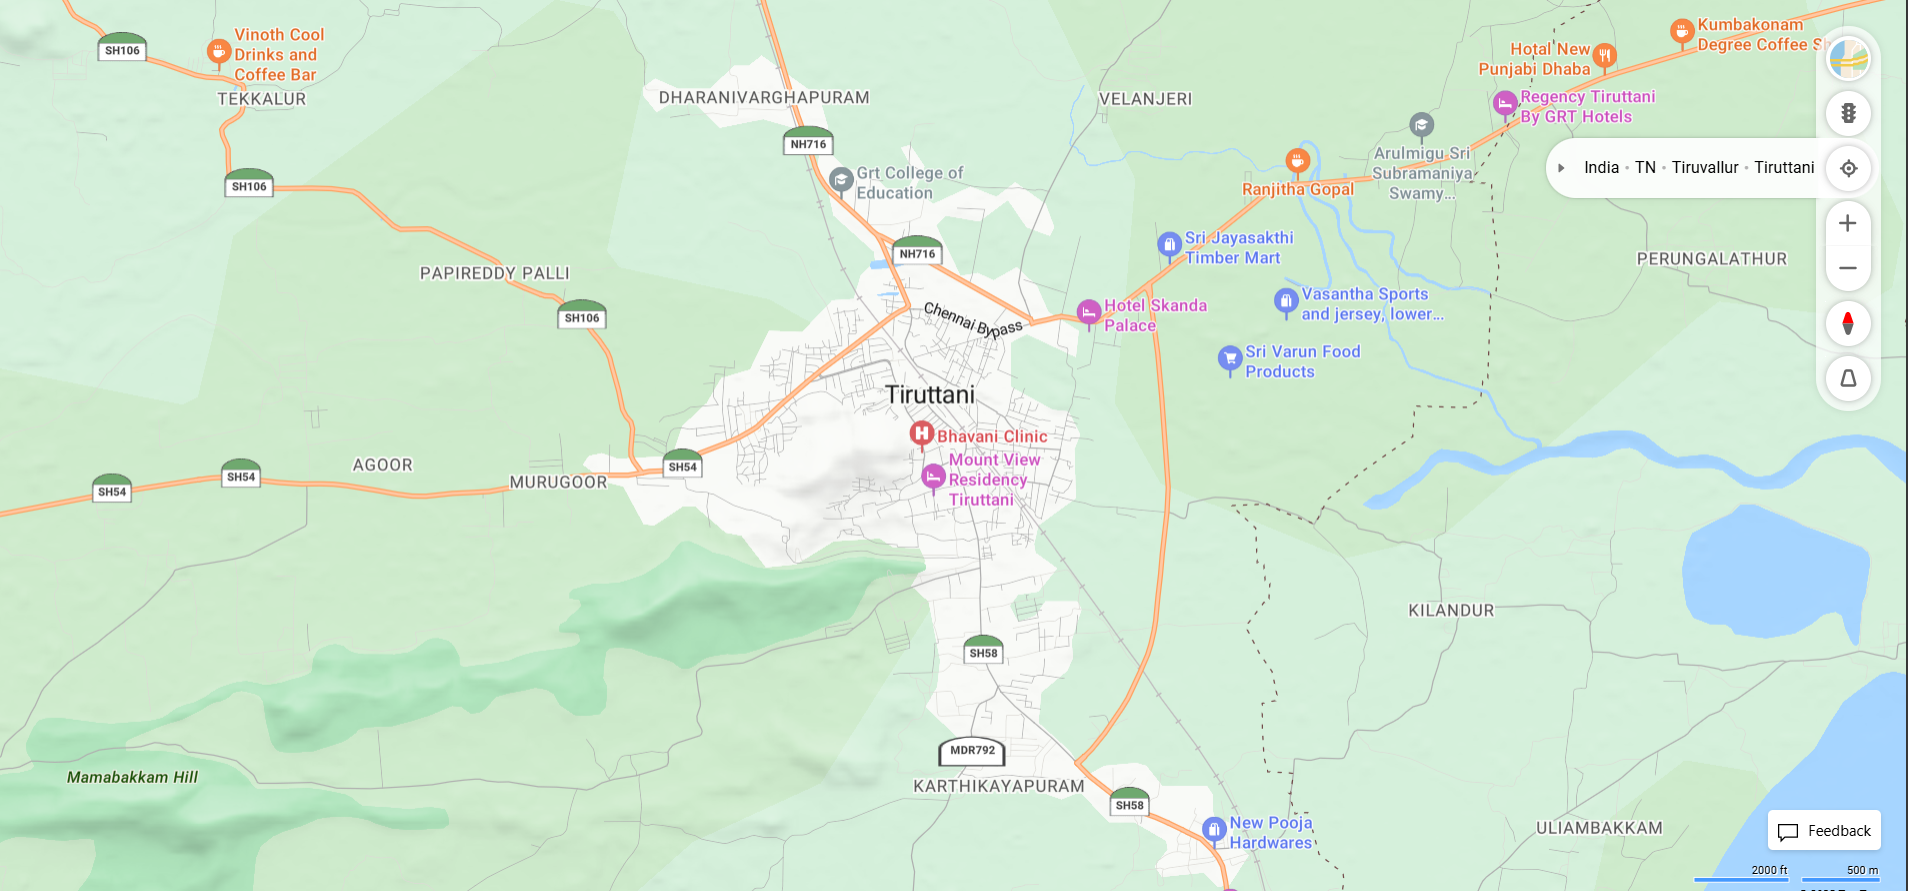 SH106
Vinoth Cool
Drinks and
Coffee Bar
TEKKALUR
DHARANIVARGHAPURAM
VELANJERI
Hotal New
Punjabi Dhaba
Kumbakonam
Degree Coffee
Regency Tiruttani
By GRT Hotels
NH716
Grt College of
Education
Arulmigu Sri
Subramaniya
Swamy...
Ranjitha Gopal
India • TN • Tiruvallur • Tiruttani
SH106
NH716
Sri Jayasakthi
Timber Mart
PERUNGALATHUR
PAPIREDDY PALLI
SH106
Chennai Bypass
Hotel Skanda
Palace
Vasantha Sports
and jersey, lower...
Sri Varun Food
Products
Tiruttani
Bhavani Clinic
Mount View
Residency
Tiruttani
AGOOR
SH54
SH54
SH54
MURUGOOR
KILANDUR
SH58
MDR792
Mamabakkam Hill
KARTHIKAYAPURAM
SH58
New Pooja
Hardwares
ULIAMBAKKAM
Feedback
2000 ft
500 m